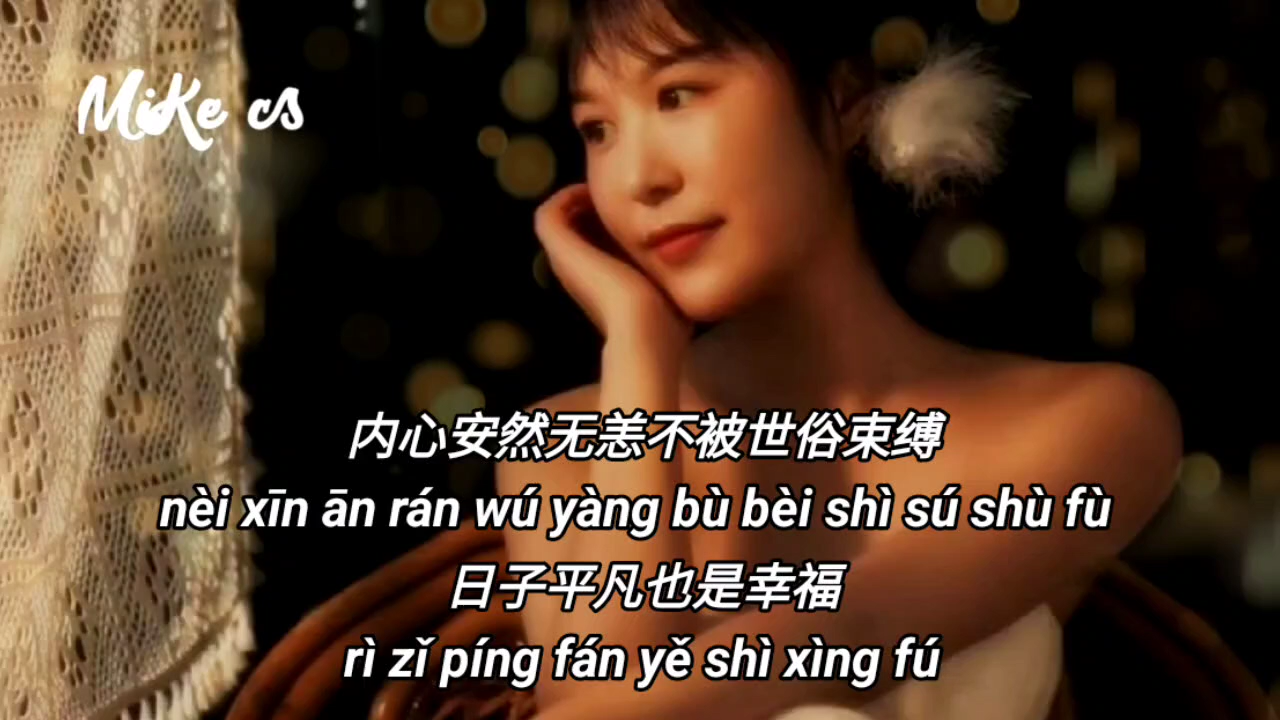 MiKe cs
内心安然无恙不被世俗束缚
nèi xīn ān rán wú yàng bù bèi shì sú shù fù
日子平凡也是幸福
rì zǐ píng fán yě shì xìng fú